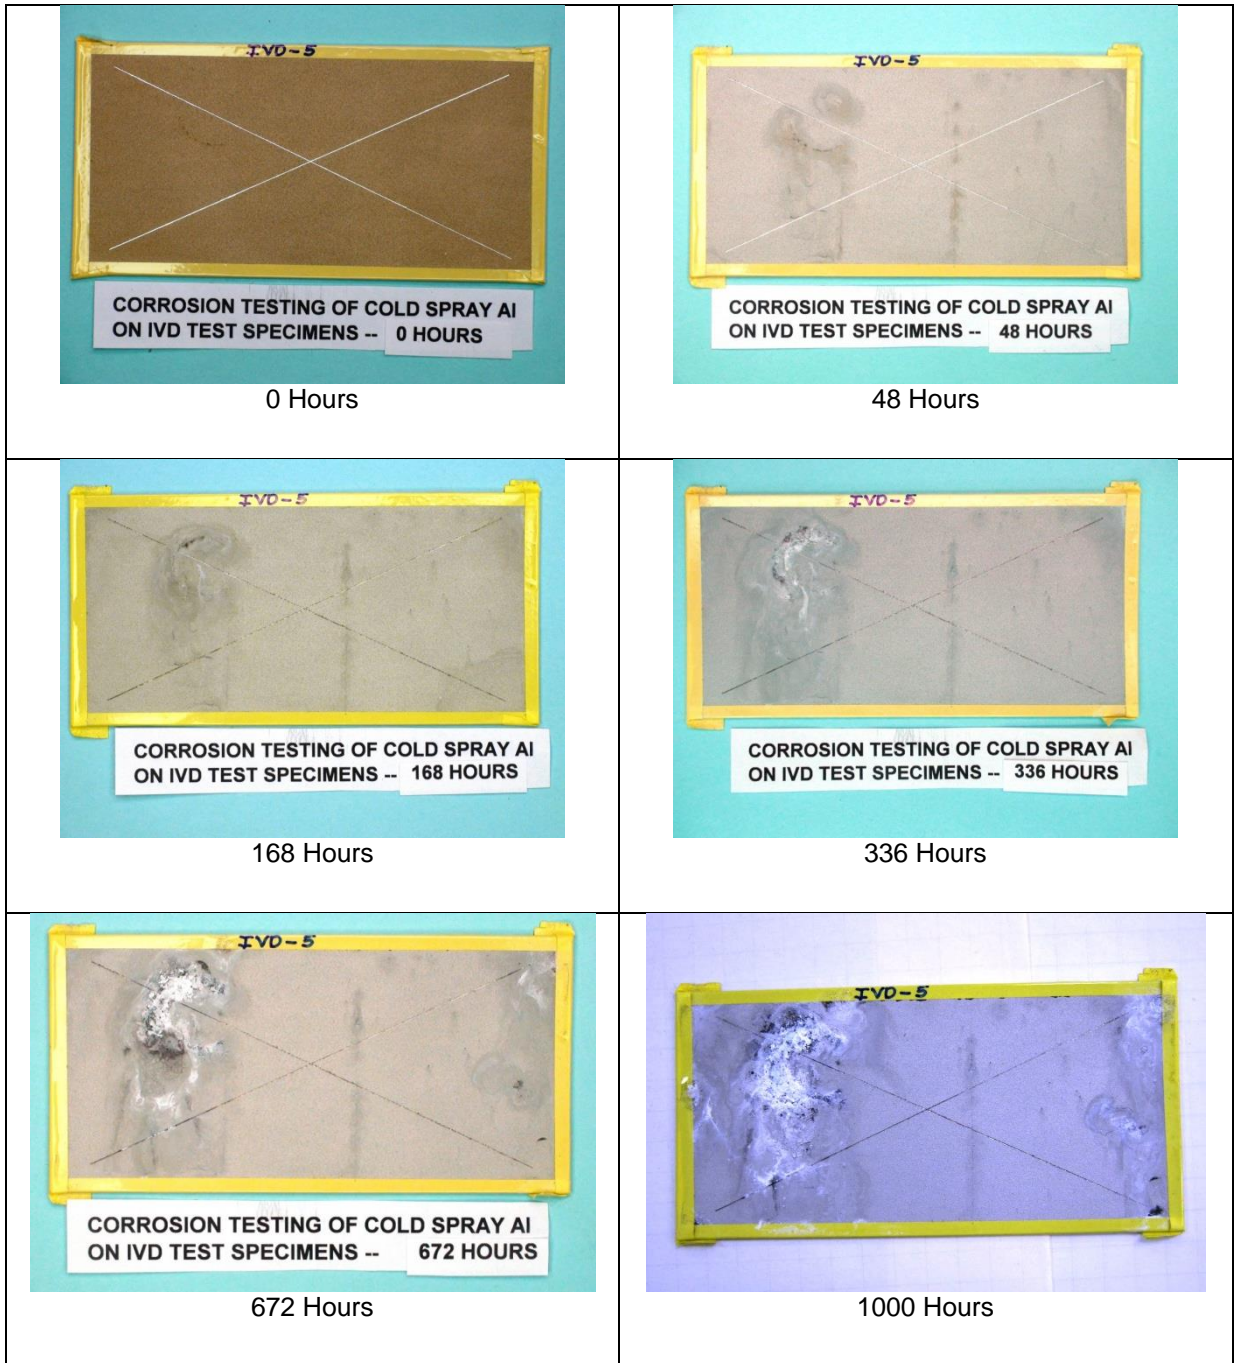 IVD-5
CORROSION TESTING OF COLD SPRAY Al
ON IVD TEST SPECIMENS -- 0 HOURS
0 Hours
IVD-5
CORROSION TESTING OF COLD SPRAY Al
ON IVD TEST SPECIMENS -- 48 HOURS
48 Hours
IVD-5
CORROSION TESTING OF COLD SPRAY Al
ON IVD TEST SPECIMENS -- 168 HOURS
168 Hours
IVD-5
CORROSION TESTING OF COLD SPRAY Al
ON IVD TEST SPECIMENS -- 336 HOURS
336 Hours
IVD-5
CORROSION TESTING OF COLD SPRAY Al
ON IVD TEST SPECIMENS -- 672 HOURS
672 Hours
IVD-5
1000 Hours